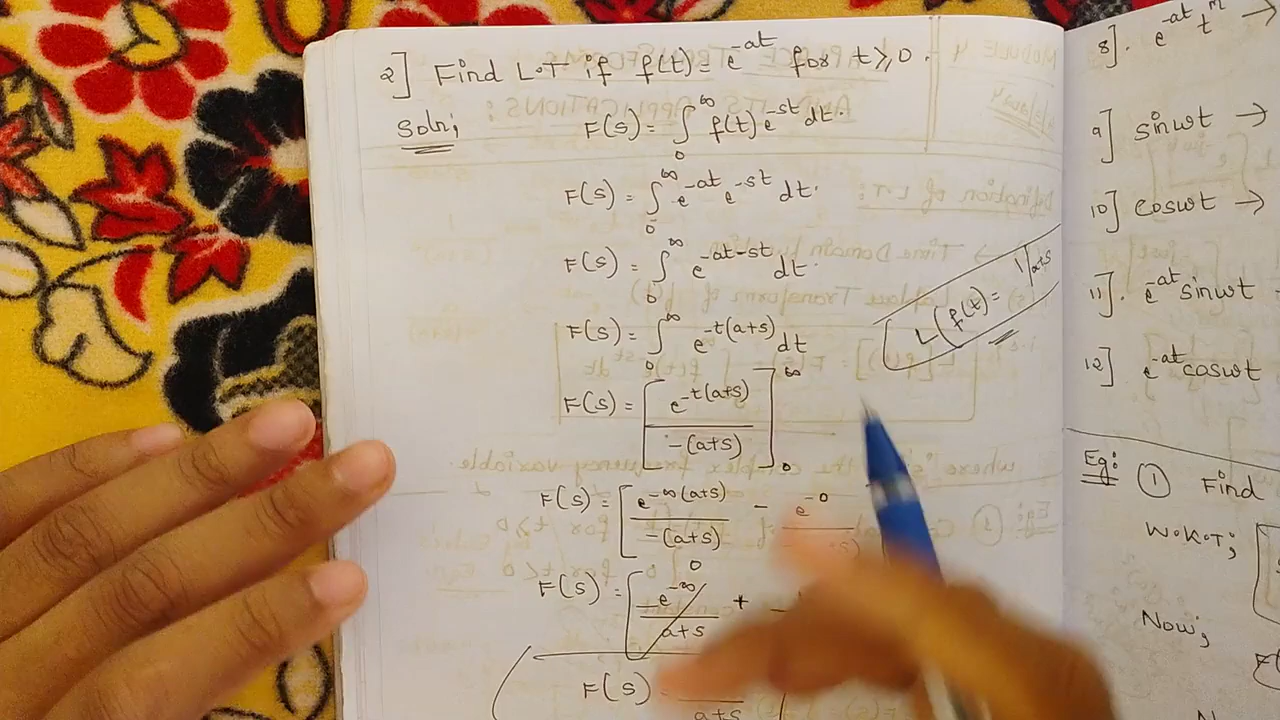 2] Find L.T if f(t) = e^-at for t ≥ 0.
Soln;
F(s) = ∫₀^∞ f(t) e^-st dt.
F(s) = ∫₀^∞ e^-at e^-st dt.
F(s) = ∫₀^∞ e^-at-st dt.
F(s) = ∫₀^∞ e^-t(a+s) dt
L(f(t) = 1/a+s
F(s) = [e^-t(a+s) / -(a+s)]₀^∞
F(s) = [e^-∞(a+s) / -(a+s) - e^-0
F(s) = [-e^-∞ / a+s 0 +
F(s) = a+s
8]. e^-at t^n →
9] sinωt →
10] cosωt →
11]. e^-at sinωt
12] e^-at cosωt
Eg: ① Find
W.K.T;
Now;